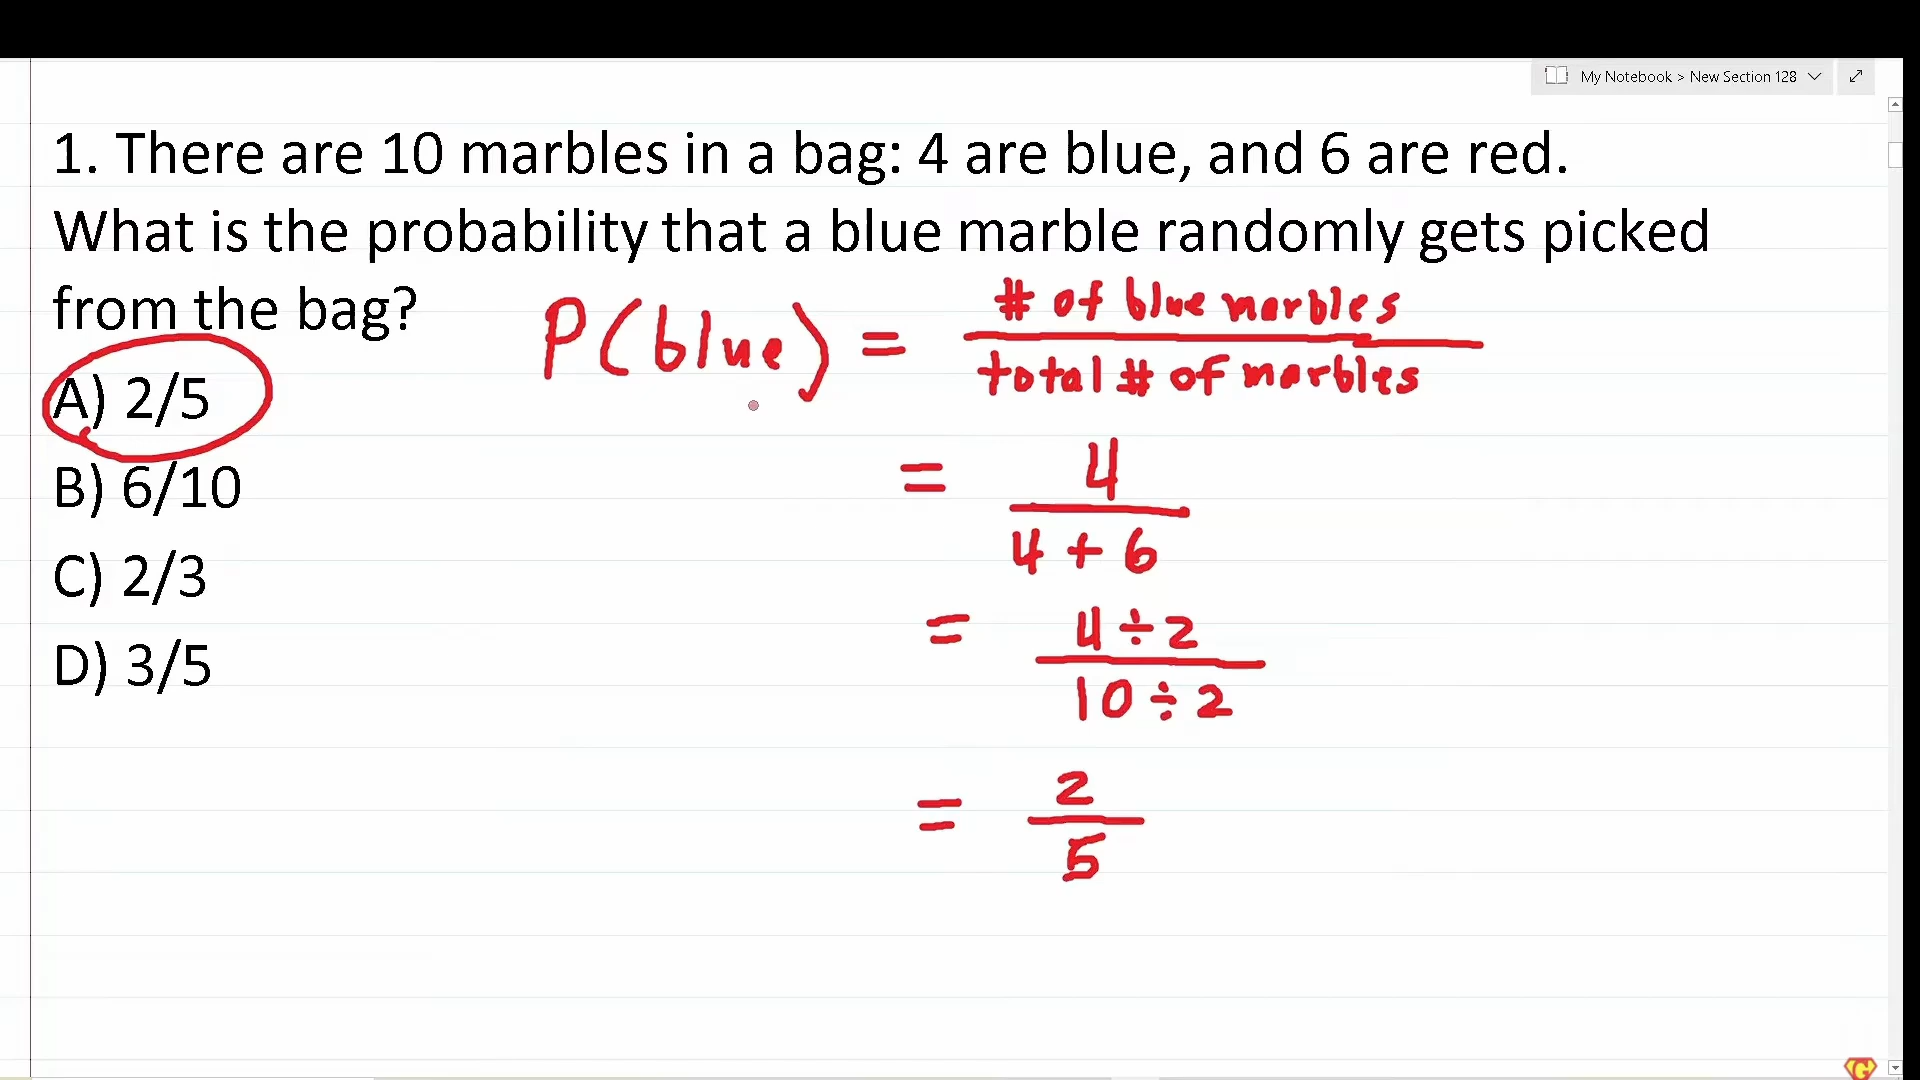 My Notebook > New Section 128
1. There are 10 marbles in a bag: 4 are blue, and 6 are red.
What is the probability that a blue marble randomly gets picked
from the bag?
P(blue) = # of blue marbles
total # of marbles
A) 2/5
= 4
4 + 6
B) 6/10
C) 2/3
= 4 ÷ 2
10 ÷ 2
D) 3/5
= 2
5
G